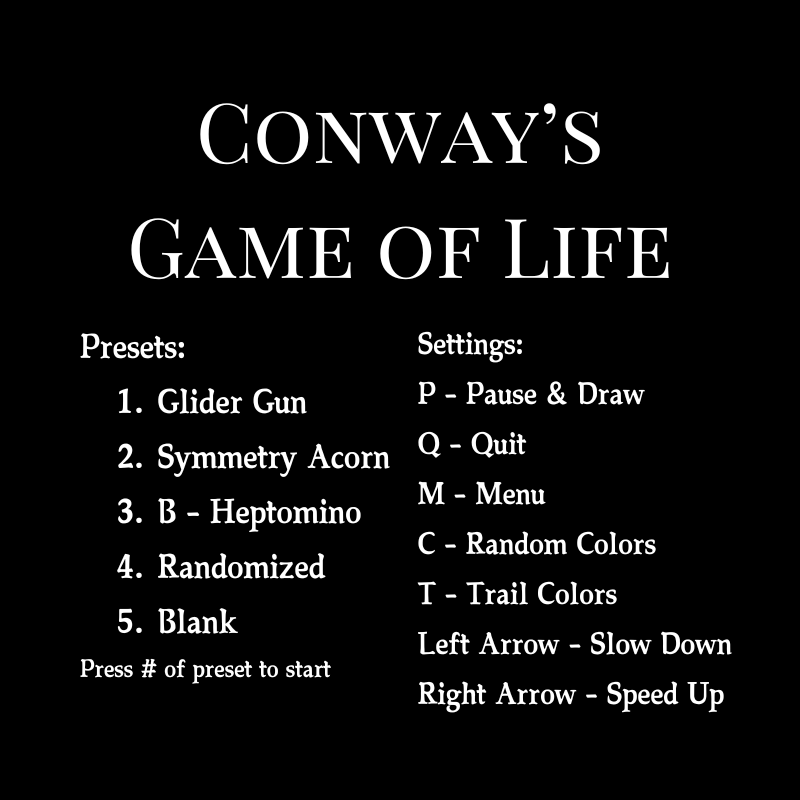 Conway’s
Game of Life
Presets:
1. Glider Gun
2. Symmetry Acorn
3. B - Heptomino
4. Randomized
5. Blank
Press # of preset to start
Settings:
P - Pause & Draw
Q - Quit
M - Menu
C - Random Colors
T - Trail Colors
Left Arrow - Slow Down
Right Arrow - Speed Up